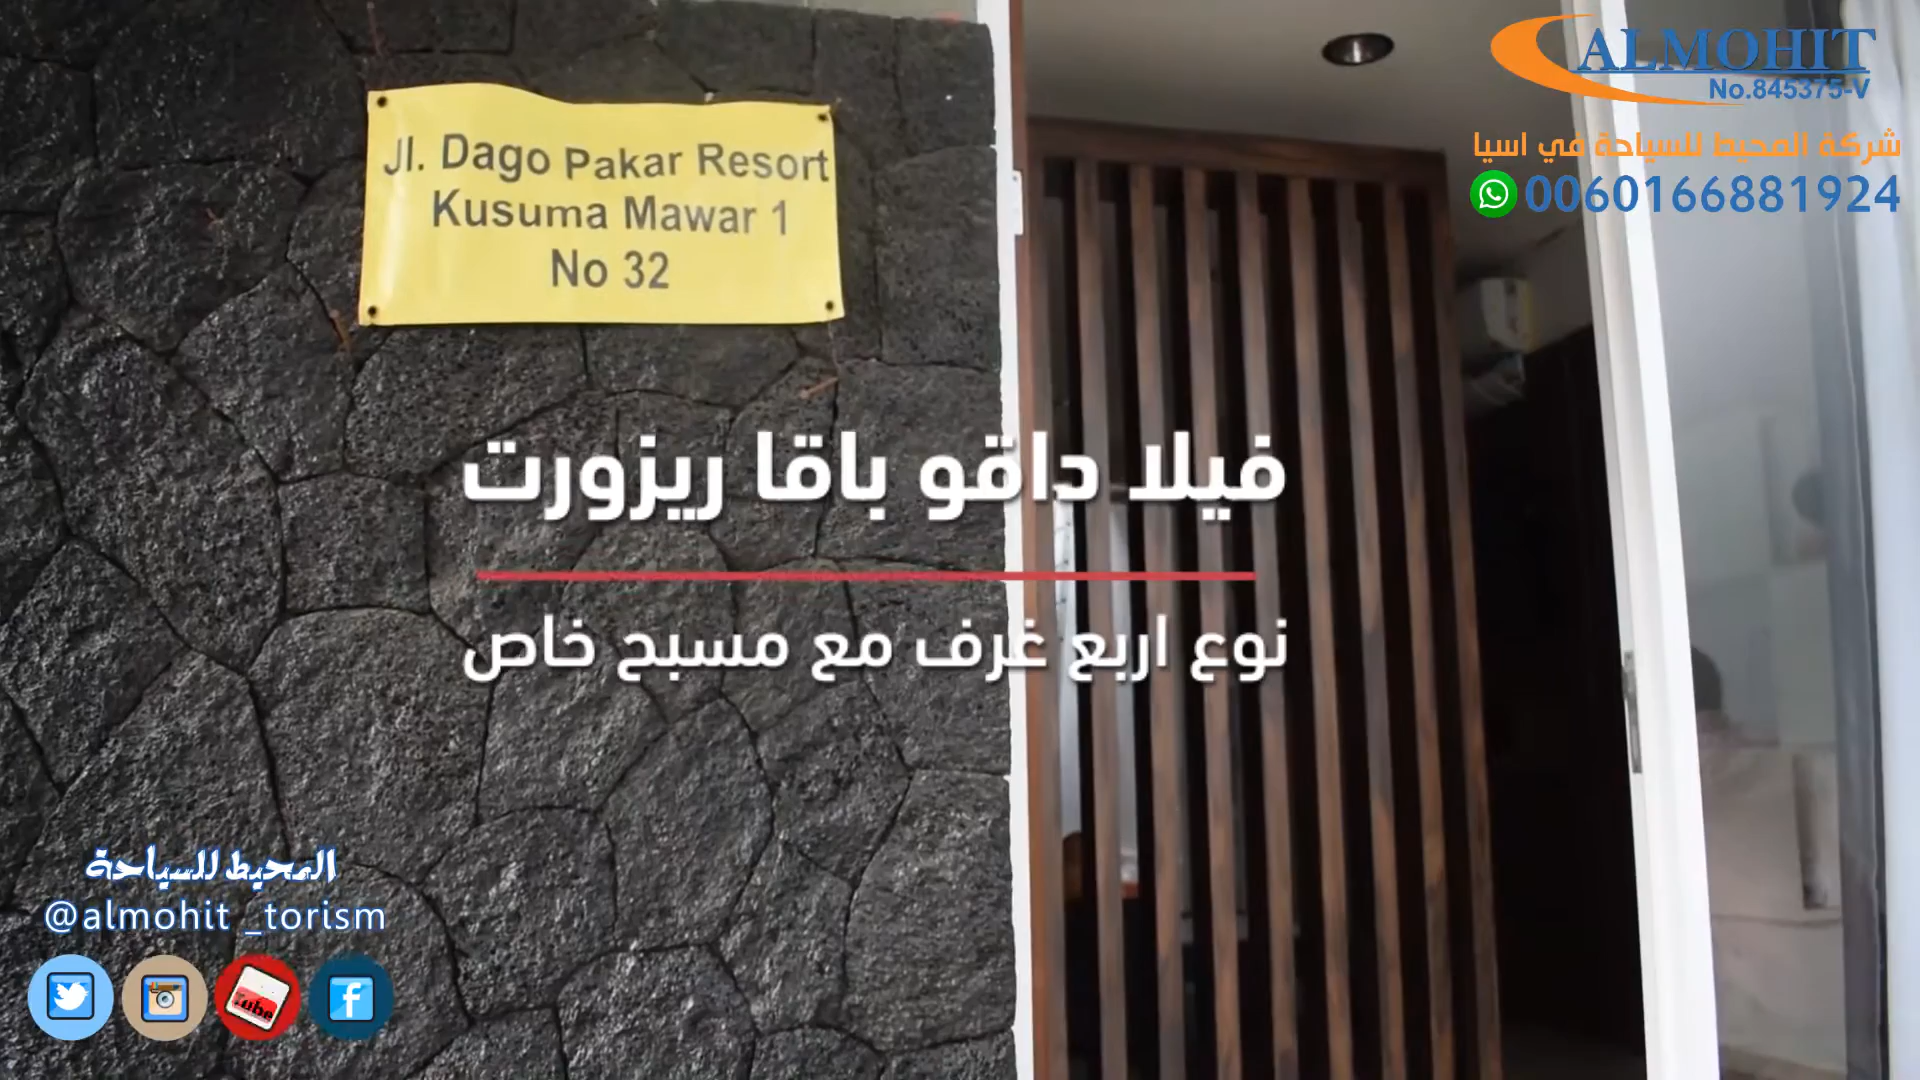 ALMOHIT
No.845375-V
شركة المحيط للسياحة في اسيا
0060166881924
Jl. Dago Pakar Resort
Kusuma Mawar 1
No 32
فيلا داقو باقا ريزورت
نوع اربع غرف مع مسبح خاص
المحيط للسياحة
@almohit _torism
Tube